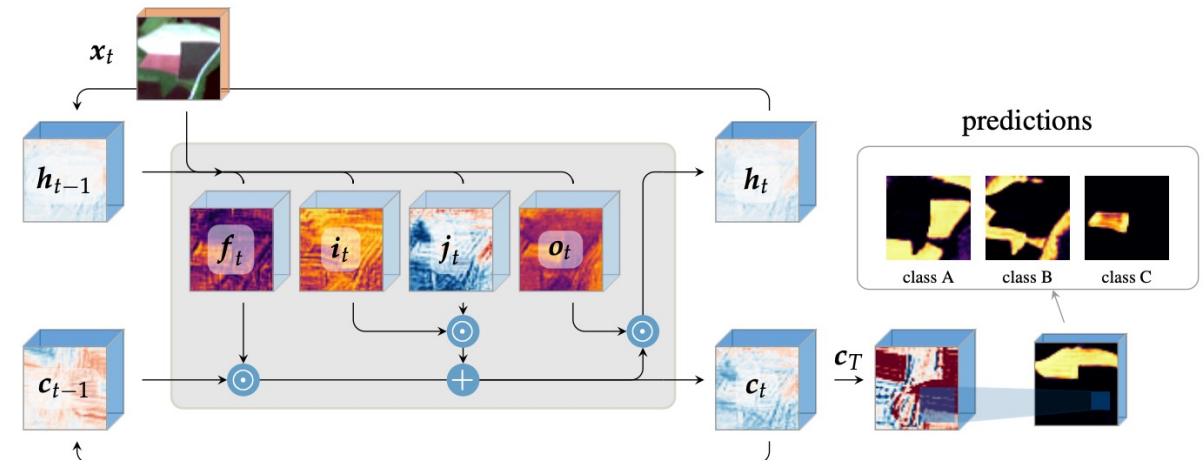 x_t
predictions
h_{t−1}
h_t
f_t
i_t
j_t
o_t
class A
class B
class C
c_{t−1}
c_t
c_T